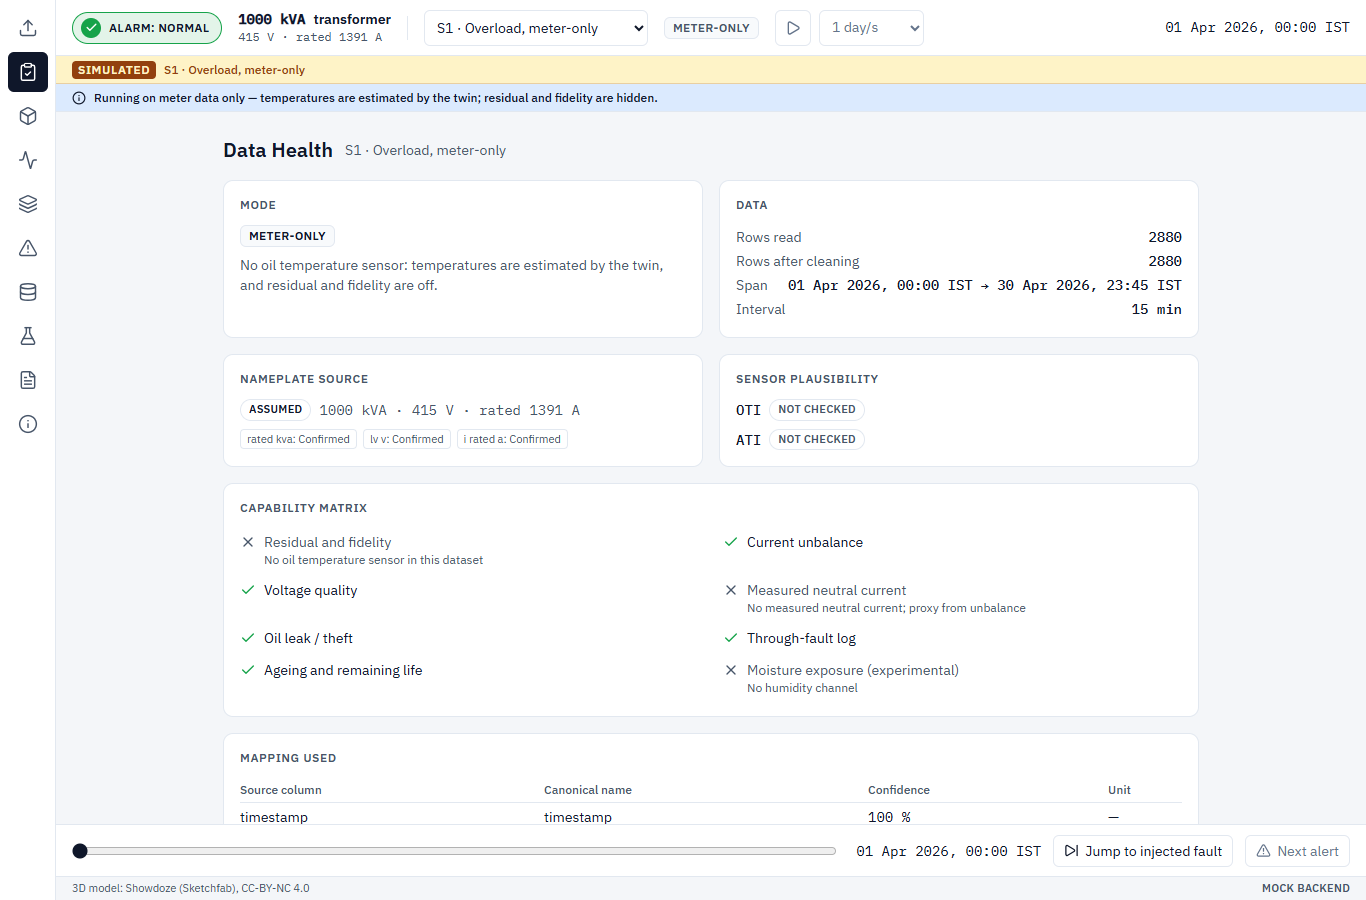 ALARM: NORMAL
1000 kVA transformer
415 V · rated 1391 A
S1 · Overload, meter-only
METER-ONLY
1 day/s
01 Apr 2026, 00:00 IST
SIMULATED S1 · Overload, meter-only
Running on meter data only — temperatures are estimated by the twin; residual and fidelity are hidden.
Data Health S1 · Overload, meter-only
MODE
METER-ONLY
No oil temperature sensor: temperatures are estimated by the twin,
and residual and fidelity are off.
DATA
Rows read 2880
Rows after cleaning 2880
Span 01 Apr 2026, 00:00 IST → 30 Apr 2026, 23:45 IST
Interval 15 min
NAMEPLATE SOURCE
ASSUMED 1000 kVA · 415 V · rated 1391 A
rated kva: Confirmed lv v: Confirmed i rated a: Confirmed
SENSOR PLAUSIBILITY
OTI NOT CHECKED
ATI NOT CHECKED
CAPABILITY MATRIX
Residual and fidelity
No oil temperature sensor in this dataset
Current unbalance
Voltage quality
Measured neutral current
No measured neutral current; proxy from unbalance
Oil leak / theft
Through-fault log
Ageing and remaining life
Moisture exposure (experimental)
No humidity channel
MAPPING USED
Source column Canonical name Confidence Unit
timestamp timestamp 100 % —
01 Apr 2026, 00:00 IST
Jump to injected fault
Next alert
3D model: Showdoze (Sketchfab), CC-BY-NC 4.0
MOCK BACKEND